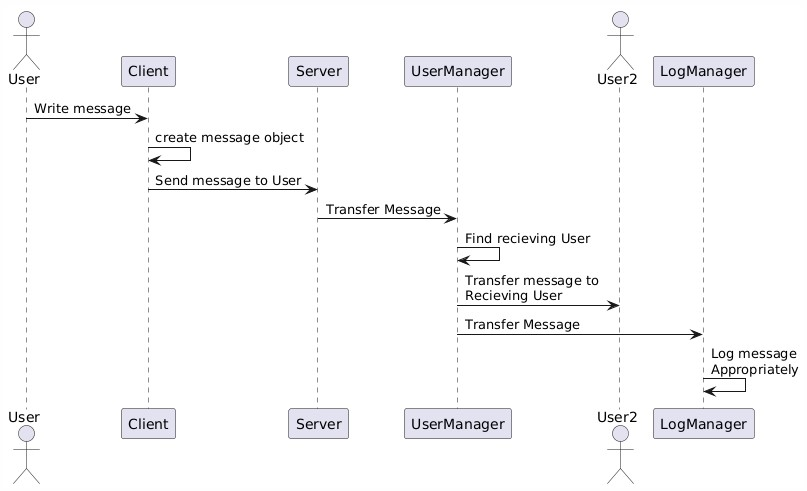 User
Client
Server
UserManager
User2
LogManager
Write message
create message object
Send message to User
Transfer Message
Find recieving User
Transfer message to
Recieving User
Transfer Message
Log message
Appropriately
User
Client
Server
UserManager
User2
LogManager